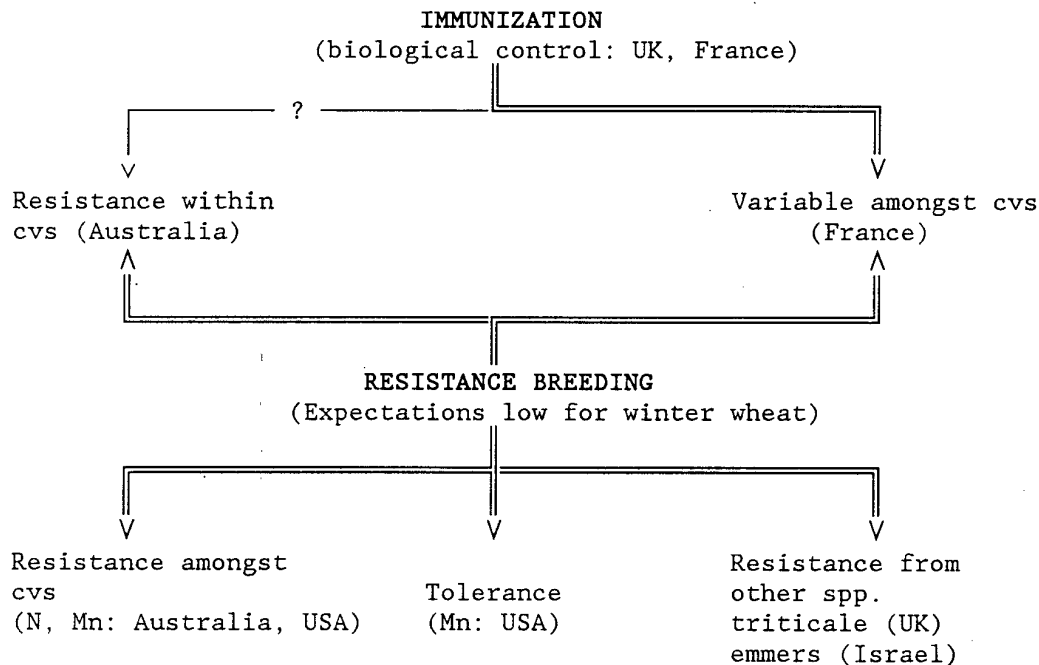 IMMUNIZATION
(biological control: UK, France)
?
Resistance within
cvs (Australia)
Variable amongst cvs
(France)
RESISTANCE BREEDING
(Expectations low for winter wheat)
Resistance amongst
cvs
(N, Mn: Australia, USA)
Tolerance
(Mn: USA)
Resistance from
other spp.
triticale (UK)
emmers (Israel)